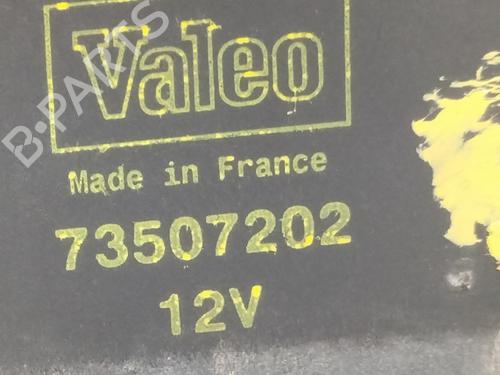 B-PARTS
Valeo
Made in France
73507202
12V